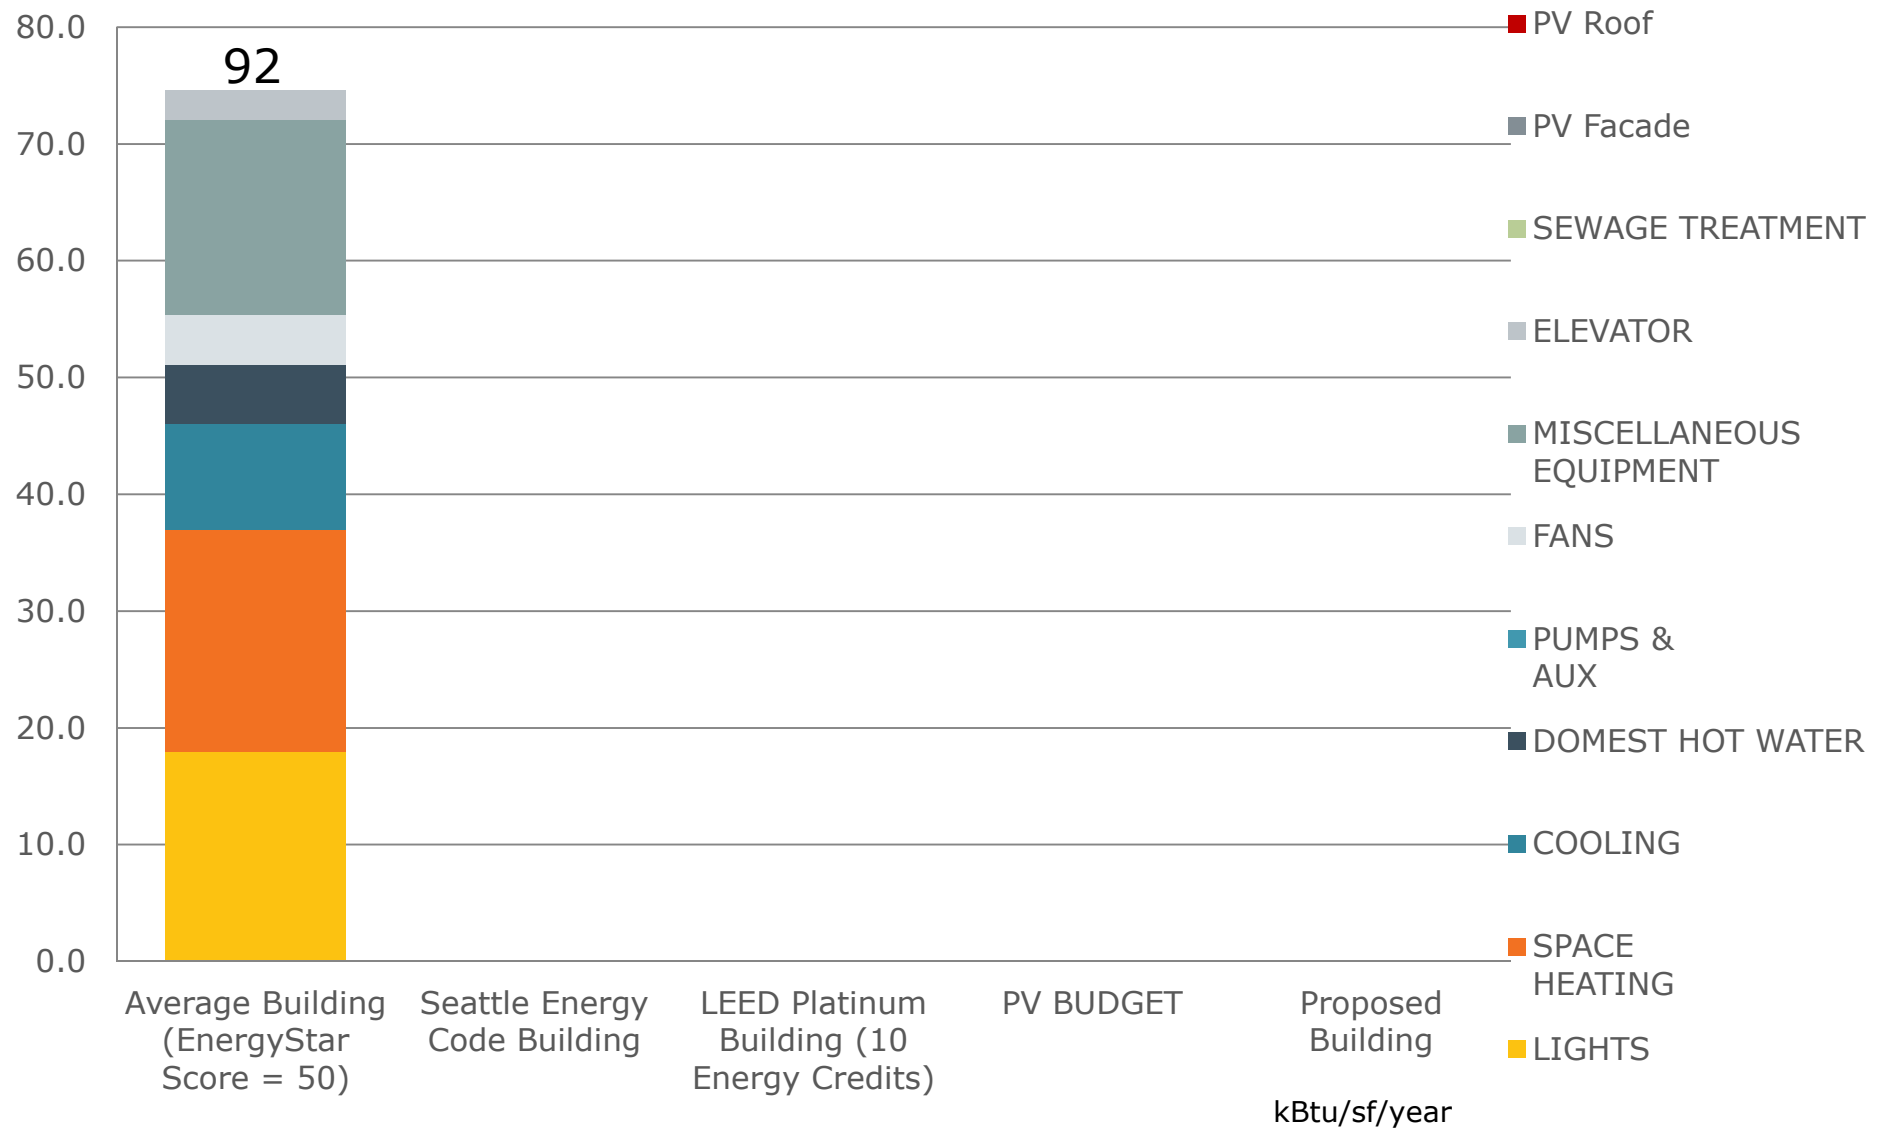 80.0
70.0
60.0
50.0
40.0
30.0
20.0
10.0
0.0
92
Average Building
(EnergyStar
Score = 50)
Seattle Energy
Code Building
LEED Platinum
Building (10
Energy Credits)
PV BUDGET
Proposed
Building
kBtu/sf/year
PV Roof
PV Facade
SEWAGE TREATMENT
ELEVATOR
MISCELLANEOUS
EQUIPMENT
FANS
PUMPS &
AUX
DOMEST HOT WATER
COOLING
SPACE
HEATING
LIGHTS